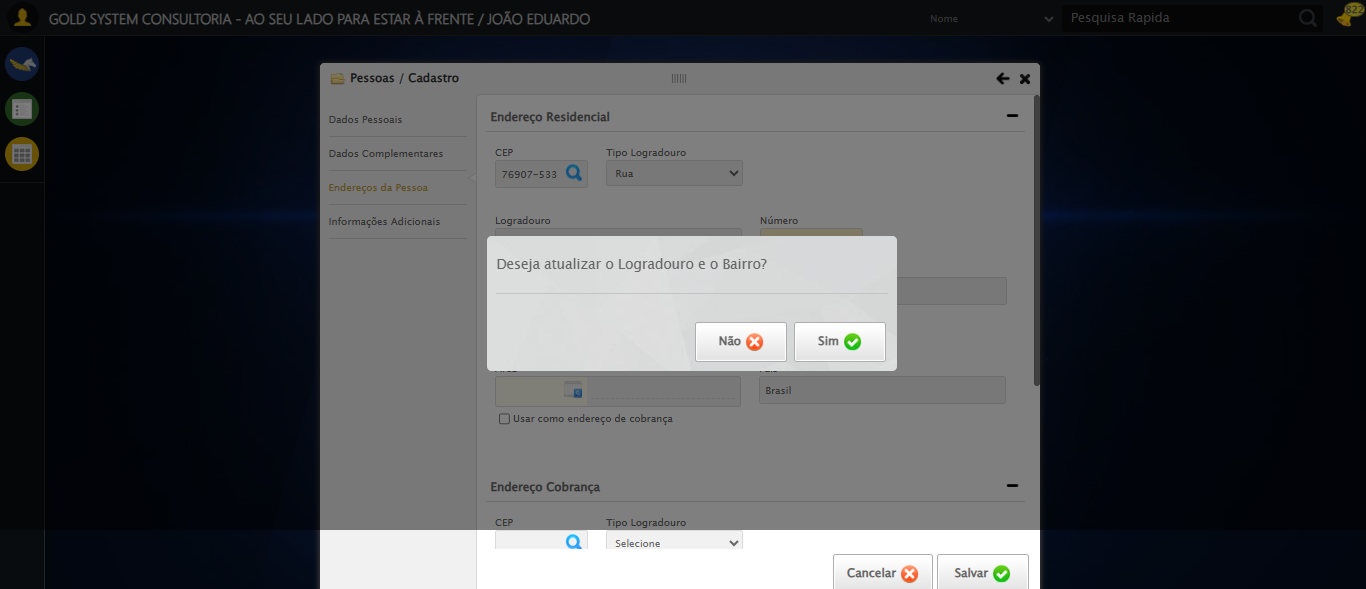 GOLD SYSTEM CONSULTORIA - AO SEU LADO PARA ESTAR À FRENTE / JOÃO EDUARDO
Nome
Pesquisa Rapida
822
Pessoas / Cadastro
Dados Pessoais
Dados Complementares
Endereços da Pessoa
Informações Adicionais
Endereço Residencial
CEP
Tipo Logradouro
76907-533
Rua
Logradouro
Número
Deseja atualizar o Logradouro e o Bairro?
Não
Sim
Brasil
Usar como endereço de cobrança
Endereço Cobrança
CEP
Tipo Logradouro
Selecione
Cancelar
Salvar